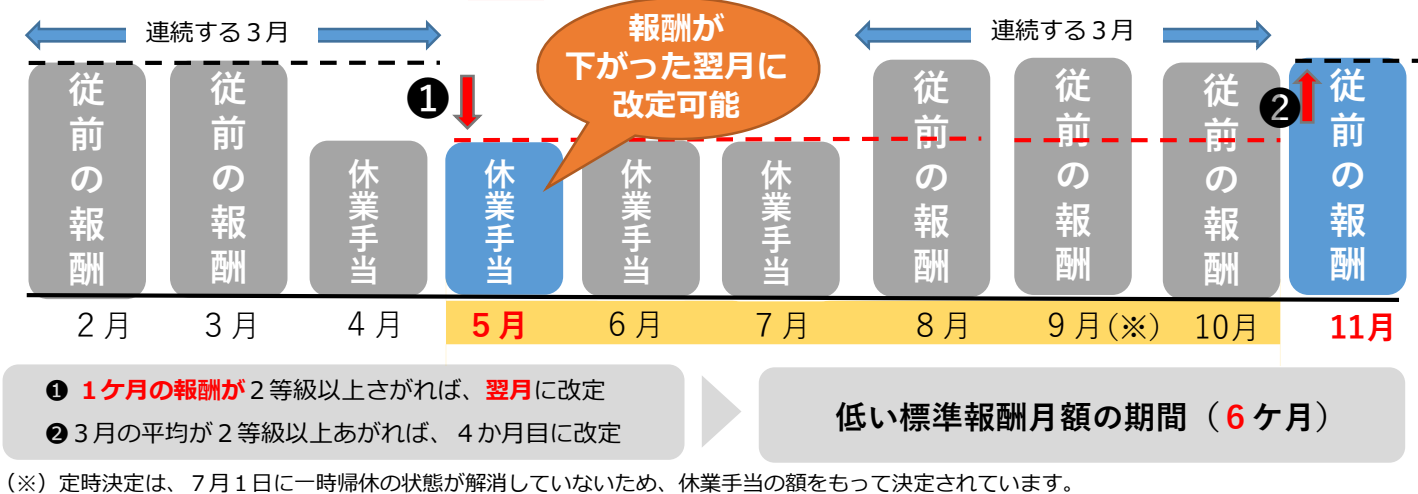 連続する３月
連続する３月
報酬が
下がった翌月に
改定可能
❶
❷
従前の報酬
従前の報酬
休業手当
休業手当
休業手当
休業手当
従前の報酬
従前の報酬
従前の報酬
従前の報酬
２月
３月
４月
５月
６月
７月
８月
９月(※)
10月
11月
❶ １ケ月の報酬が２等級以上さがれば、翌月に改定
❷３月の平均が２等級以上あがれば、４か月目に改定
低い標準報酬月額の期間（６ケ月）
（※）定時決定は、７月１日に一時帰休の状態が解消していないため、休業手当の額をもって決定されています。